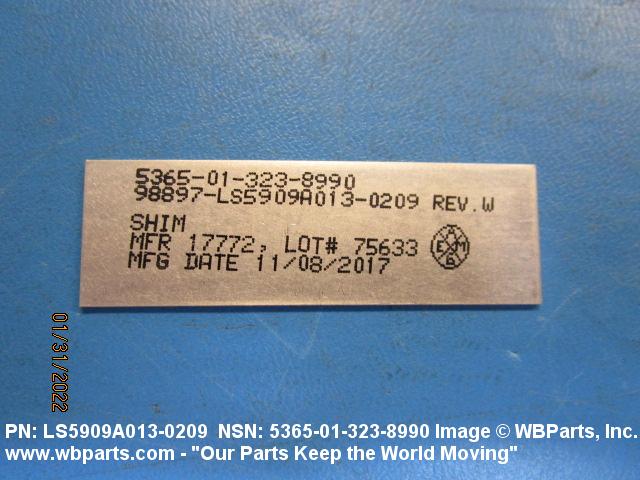 5365-01-323-8990
98897-LS5909A013-0209 REV.W
SHIM
MFR 17772, LOT# 75633
MFG DATE 11/08/2017
01/31/2022
PN: LS5909A013-0209 NSN: 5365-01-323-8990 Image © WBParts, Inc.
www.wbparts.com - "Our Parts Keep the World Moving"